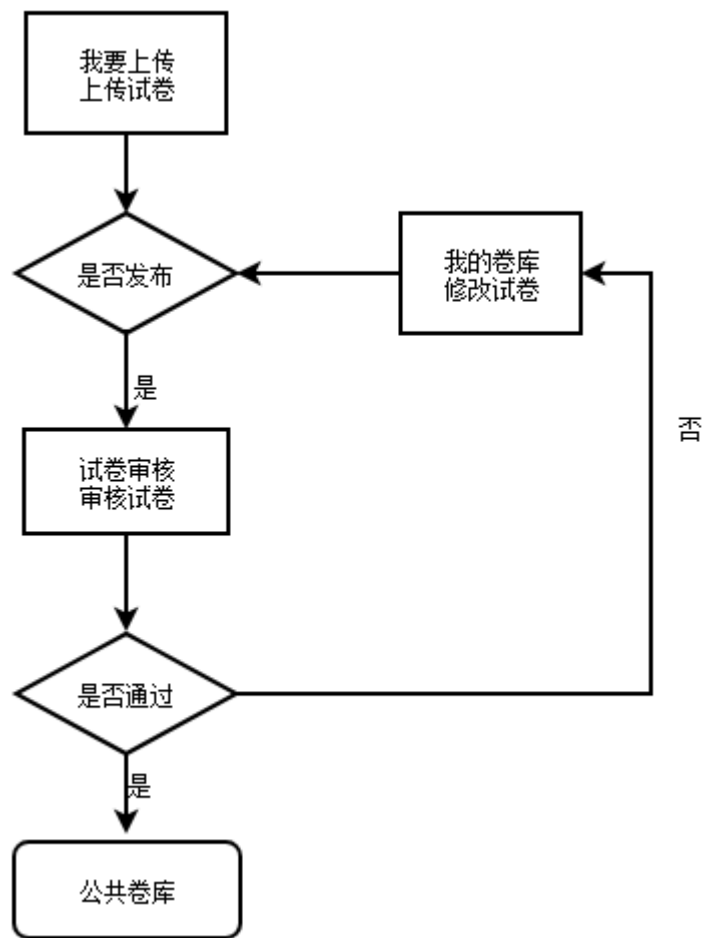 我要上传
上传试卷
是否发布
我的卷库
修改试卷
是
否
试卷审核
审核试卷
是否通过
是
公共卷库